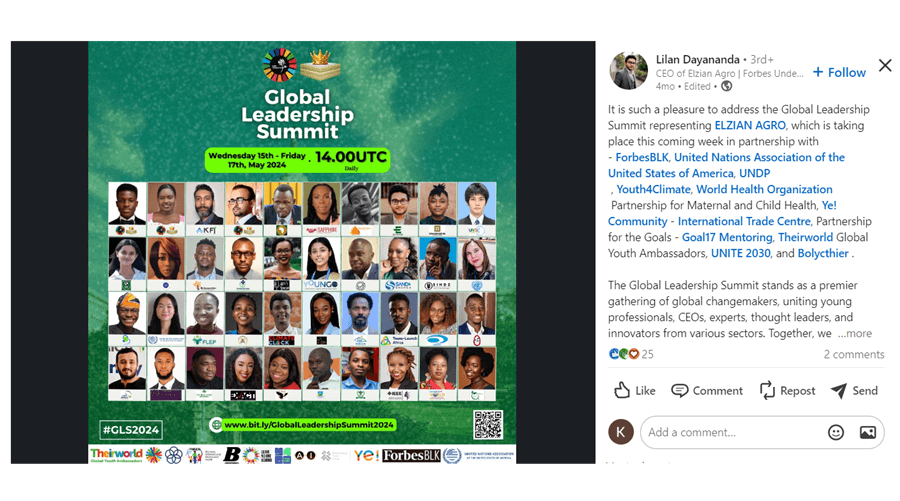 Global
Leadership
Summit
Wednesday 15th - Friday
17th, May 2024
. 14.00UTC
Daily
#GLS2024
www.bit.ly/GlobalLeadershipSummit2024
Theirworld
Global Youth Ambassadors
YE!
ForbesBLK
Lilan Dayananda • 3rd+
CEO of Elzian Agro | Forbes Unde...
4mo • Edited •
+ Follow
It is such a pleasure to address the Global Leadership
Summit representing ELZIAN AGRO, which is taking
place this coming week in partnership with
- ForbesBLK, United Nations Association of the
United States of America, UNDP
, Youth4Climate, World Health Organization
Partnership for Maternal and Child Health, Ye!
Community - International Trade Centre, Partnership
for the Goals - Goal17 Mentoring, Theirworld Global
Youth Ambassadors, UNITE 2030, and Bolycthier .
The Global Leadership Summit stands as a premier
gathering of global changemakers, uniting young
professionals, CEOs, experts, thought leaders, and
innovators from various sectors. Together, we ...more
25
2 comments
Like
Comment
Repost
Send
K
Add a comment...